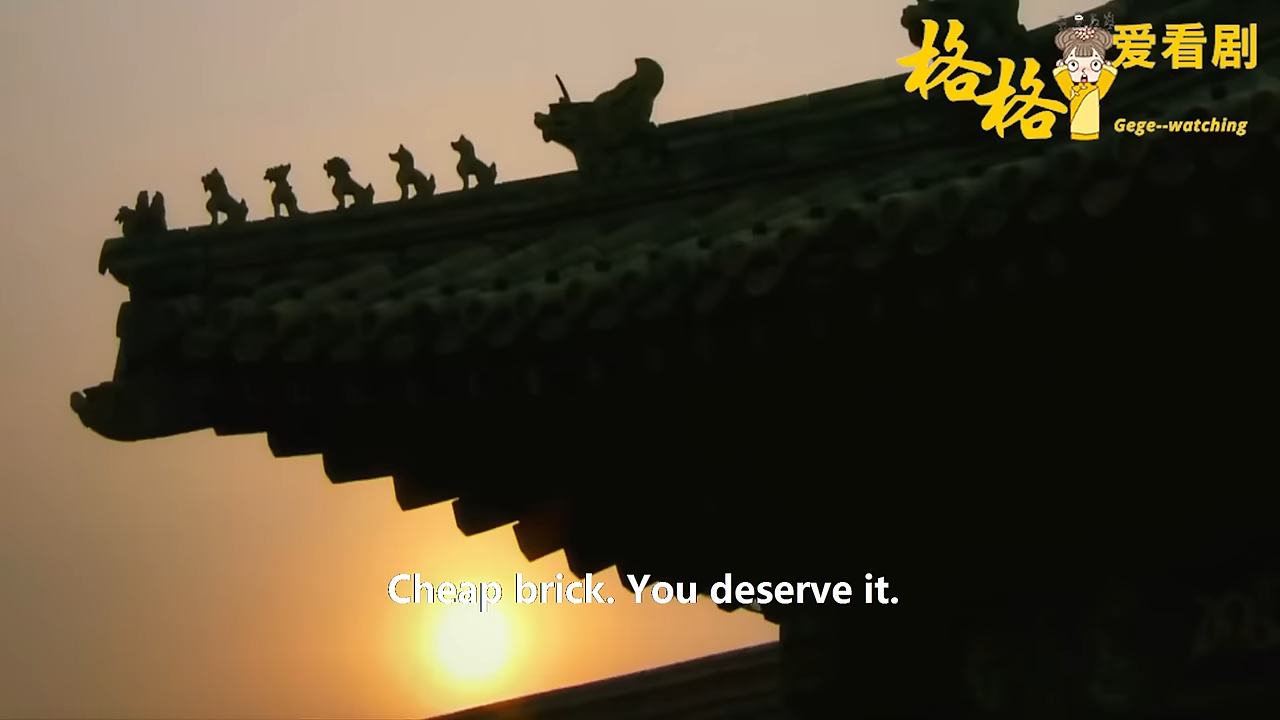 格格
爱看剧
Gege--watching
Cheap brick. You deserve it.